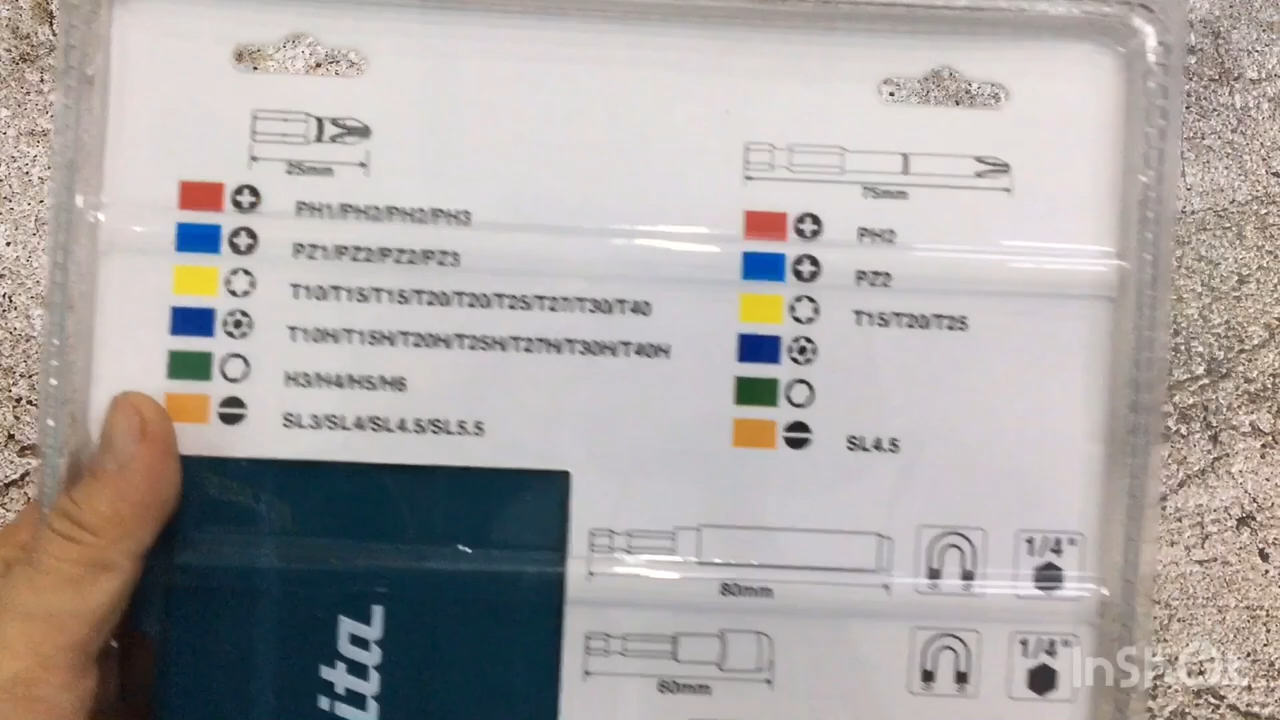 25mm
PH1/PH2/PH2/PH3
PZ1/PZ2/PZ2/PZ3
T10/T15/T15/T20/T20/T25/T27/T30/T40
T10H/T15H/T20H/T25H/T27H/T30H/T40H
H3/H4/H5/H6
SL3/SL4/SL4.5/SL5.5
75mm
PH2
PZ2
T15/T20/T25
SL4.5
80mm
1/4"
60mm
1/4"
ita
InShOt